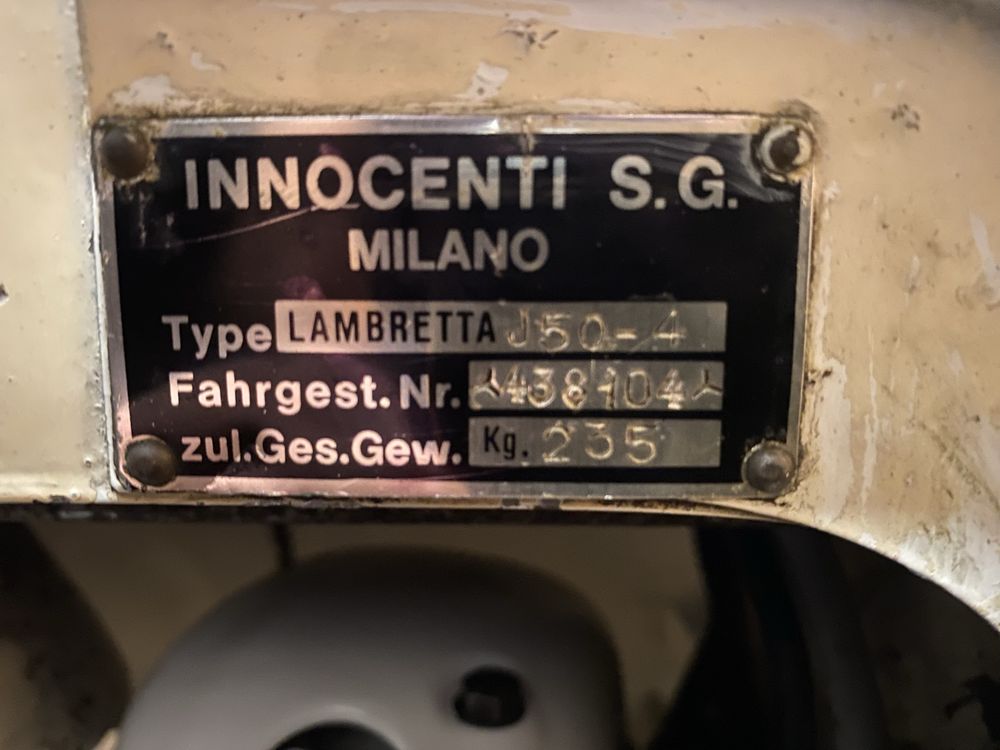 INNOCENTI S.G.
MILANO
Type LAMBRETTA J50-4
Fahrgest. Nr. 438104
zul.Ges.Gew. Kg. 235